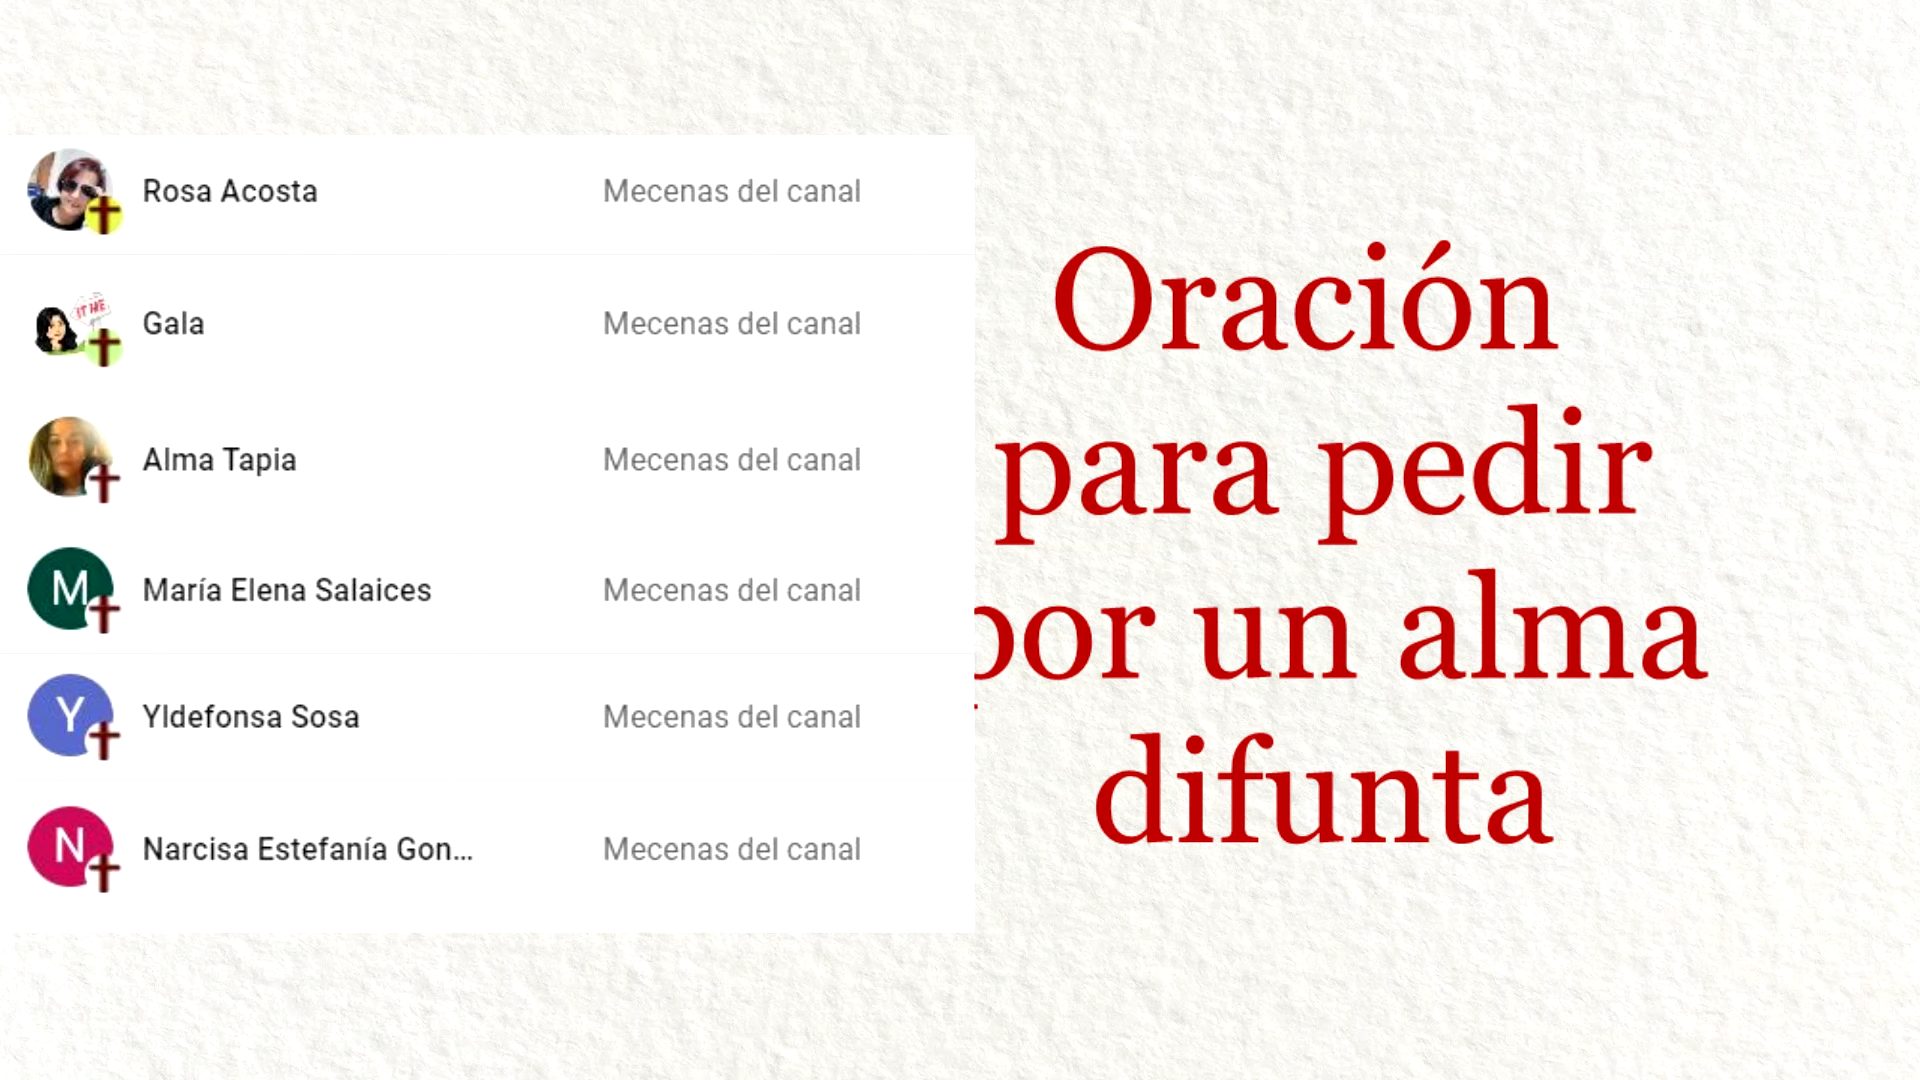 Rosa Acosta Mecenas del canal
Gala Mecenas del canal
Alma Tapia Mecenas del canal
M María Elena Salaices Mecenas del canal
Y Yldefonsa Sosa Mecenas del canal
N Narcisa Estefanía Gon... Mecenas del canal
Oración
para pedir
por un alma
difunta